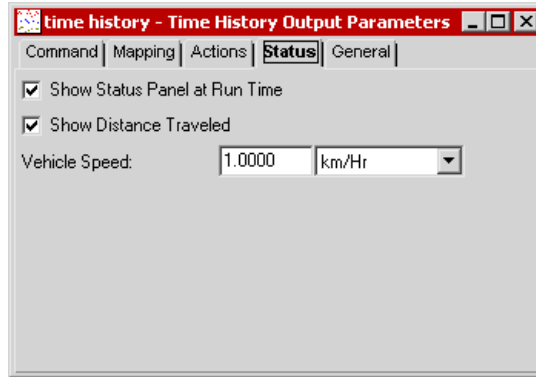 time history - Time History Output Parameters
Command Mapping Actions Status General
Show Status Panel at Run Time
Show Distance Traveled
Vehicle Speed: 1.0000 km/Hr